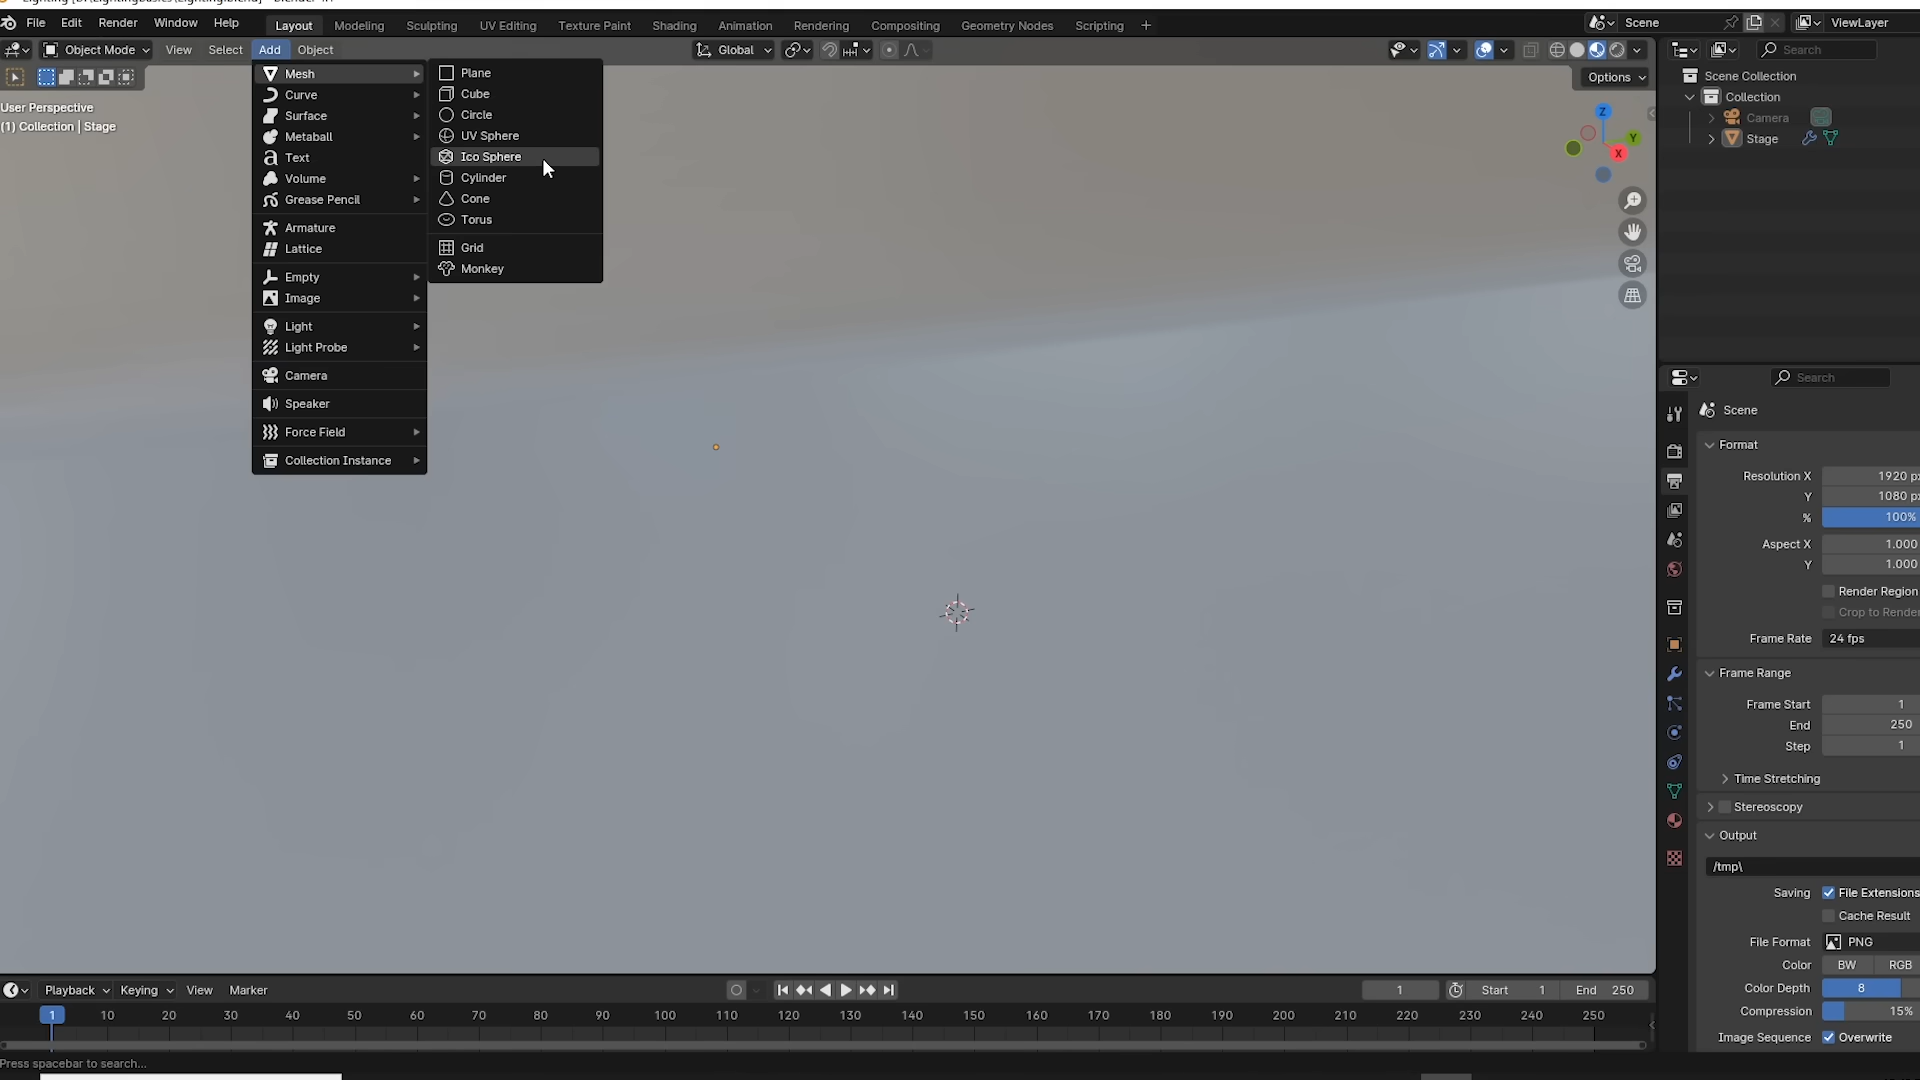 File Edit Render Window Help Layout Modeling Sculpting UV Editing Texture Paint Shading Animation Rendering Compositing Geometry Nodes Scripting + Scene ViewLayer
Object Mode View Select Add Object Global Search
Options
User Perspective
(1) Collection | Stage
Mesh
Curve
Surface
Metaball
Text
Volume
Grease Pencil
Armature
Lattice
Empty
Image
Light
Light Probe
Camera
Speaker
Force Field
Collection Instance
Plane
Cube
Circle
UV Sphere
Ico Sphere
Cylinder
Cone
Torus
Grid
Monkey
Z
Y
X
Scene Collection
Collection
Camera
Stage
Search
Scene
Format
Resolution X 1920 p
Y 1080 p
% 100%
Aspect X 1.000
Y 1.000
Render Region
Crop to Render
Frame Rate 24 fps
Frame Range
Frame Start 1
End 250
Step 1
Time Stretching
Stereoscopy
Output
/tmp\
Saving File Extensions
Cache Result
File Format PNG
Color BW RGB
Color Depth 8
Compression 15%
Image Sequence Overwrite
Playback Keying View Marker 1 Start 1 End 250
1 10 20 30 40 50 60 70 80 90 100 110 120 130 140 150 160 170 180 190 200 210 220 230 240 250
Press spacebar to search...